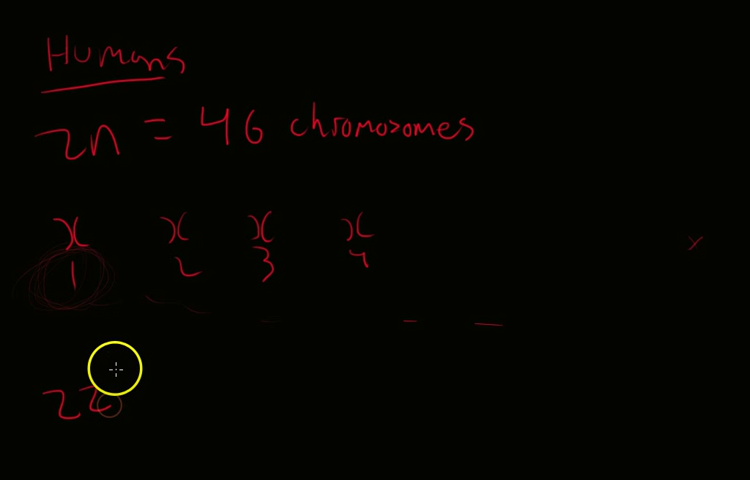 Humans
2n = 46 chromosomes
x x x x x
1 2 3 4
22